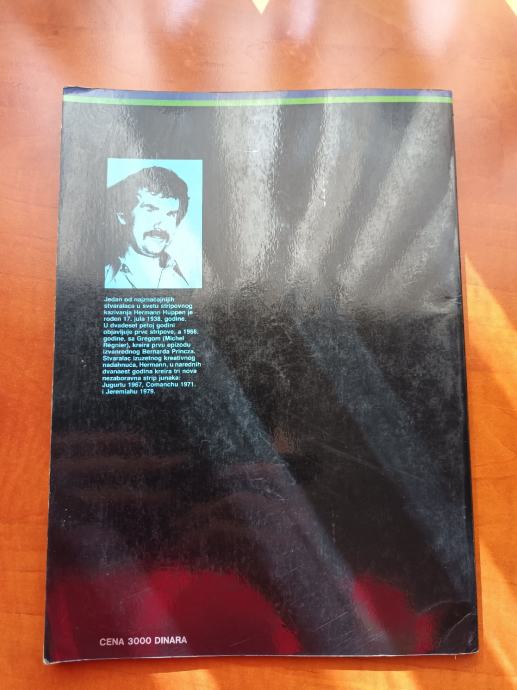 Jedan od najznačajnijih
stvaralaca u svetu stripovnog
kazivanja Hermann Huppen je
rođen 17. jula 1938. godine.
U dvadeset petoj godini
objavljuje prve stripove, a 1966.
godine, sa Gregom (Michel
Régnier), kreira prvu epizodu
izvanrednog Bernarda Princza.
Stvaralac izuzetnog kreativnog
nadahnuća, Hermann, u narednih
dvanaest godina kreira tri nova
nezaboravna strip junaka:
Jugurtu 1967, Comanchu 1971.
i Jeremiahu 1979.
CENA 3000 DINARA